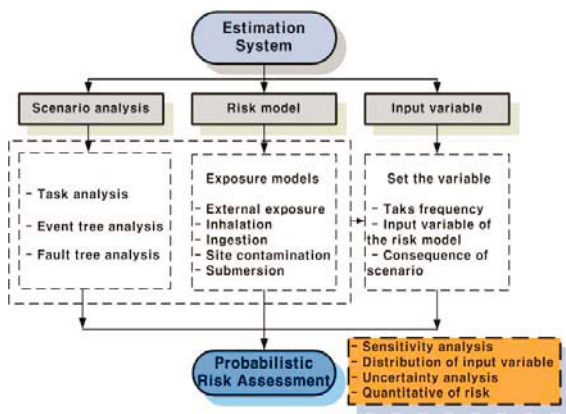 Estimation
System
Scenario analysis
Risk model
Input variable
- Task analysis
- Event tree analysis
- Fault tree analysis
Exposure models
- External exposure
- Inhalation
- Ingestion
- Site contamination
- Submersion
Set the variable
- Taks frequency
- Input variable of
the risk model
- Consequence of
scenario
Probabilistic
Risk Assessment
- Sensitivity analysis
- Distribution of input variable
- Uncertainty analysis
- Quantitative of risk